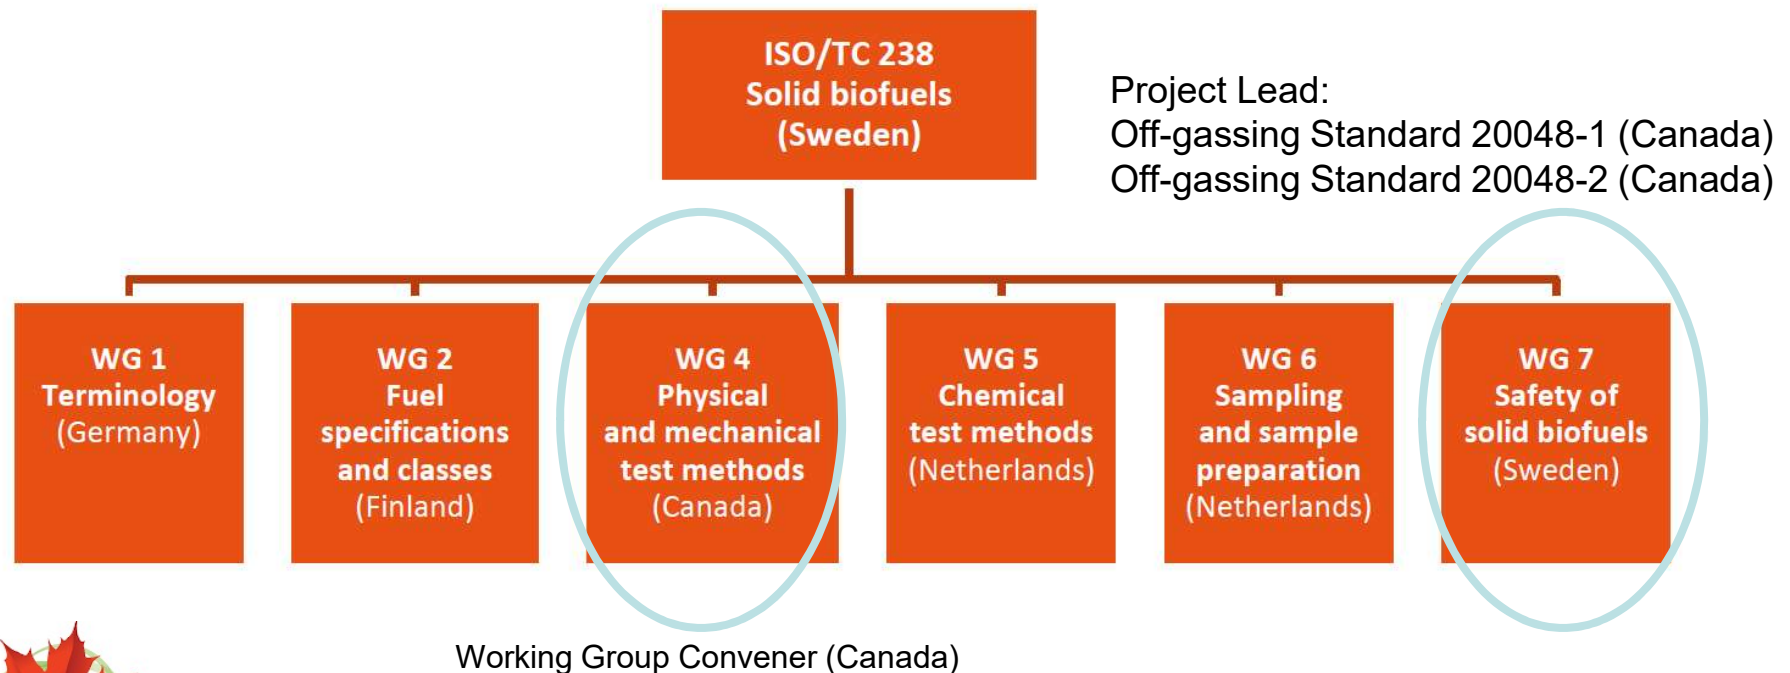 ISO/TC 238
Solid biofuels
(Sweden)
Project Lead:
Off-gassing Standard 20048-1 (Canada)
Off-gassing Standard 20048-2 (Canada)
WG 1
Terminology
(Germany)
WG 2
Fuel
specifications
and classes
(Finland)
WG 4
Physical
and mechanical
test methods
(Canada)
WG 5
Chemical
test methods
(Netherlands)
WG 6
Sampling
and sample
preparation
(Netherlands)
WG 7
Safety of
solid biofuels
(Sweden)
Working Group Convener (Canada)